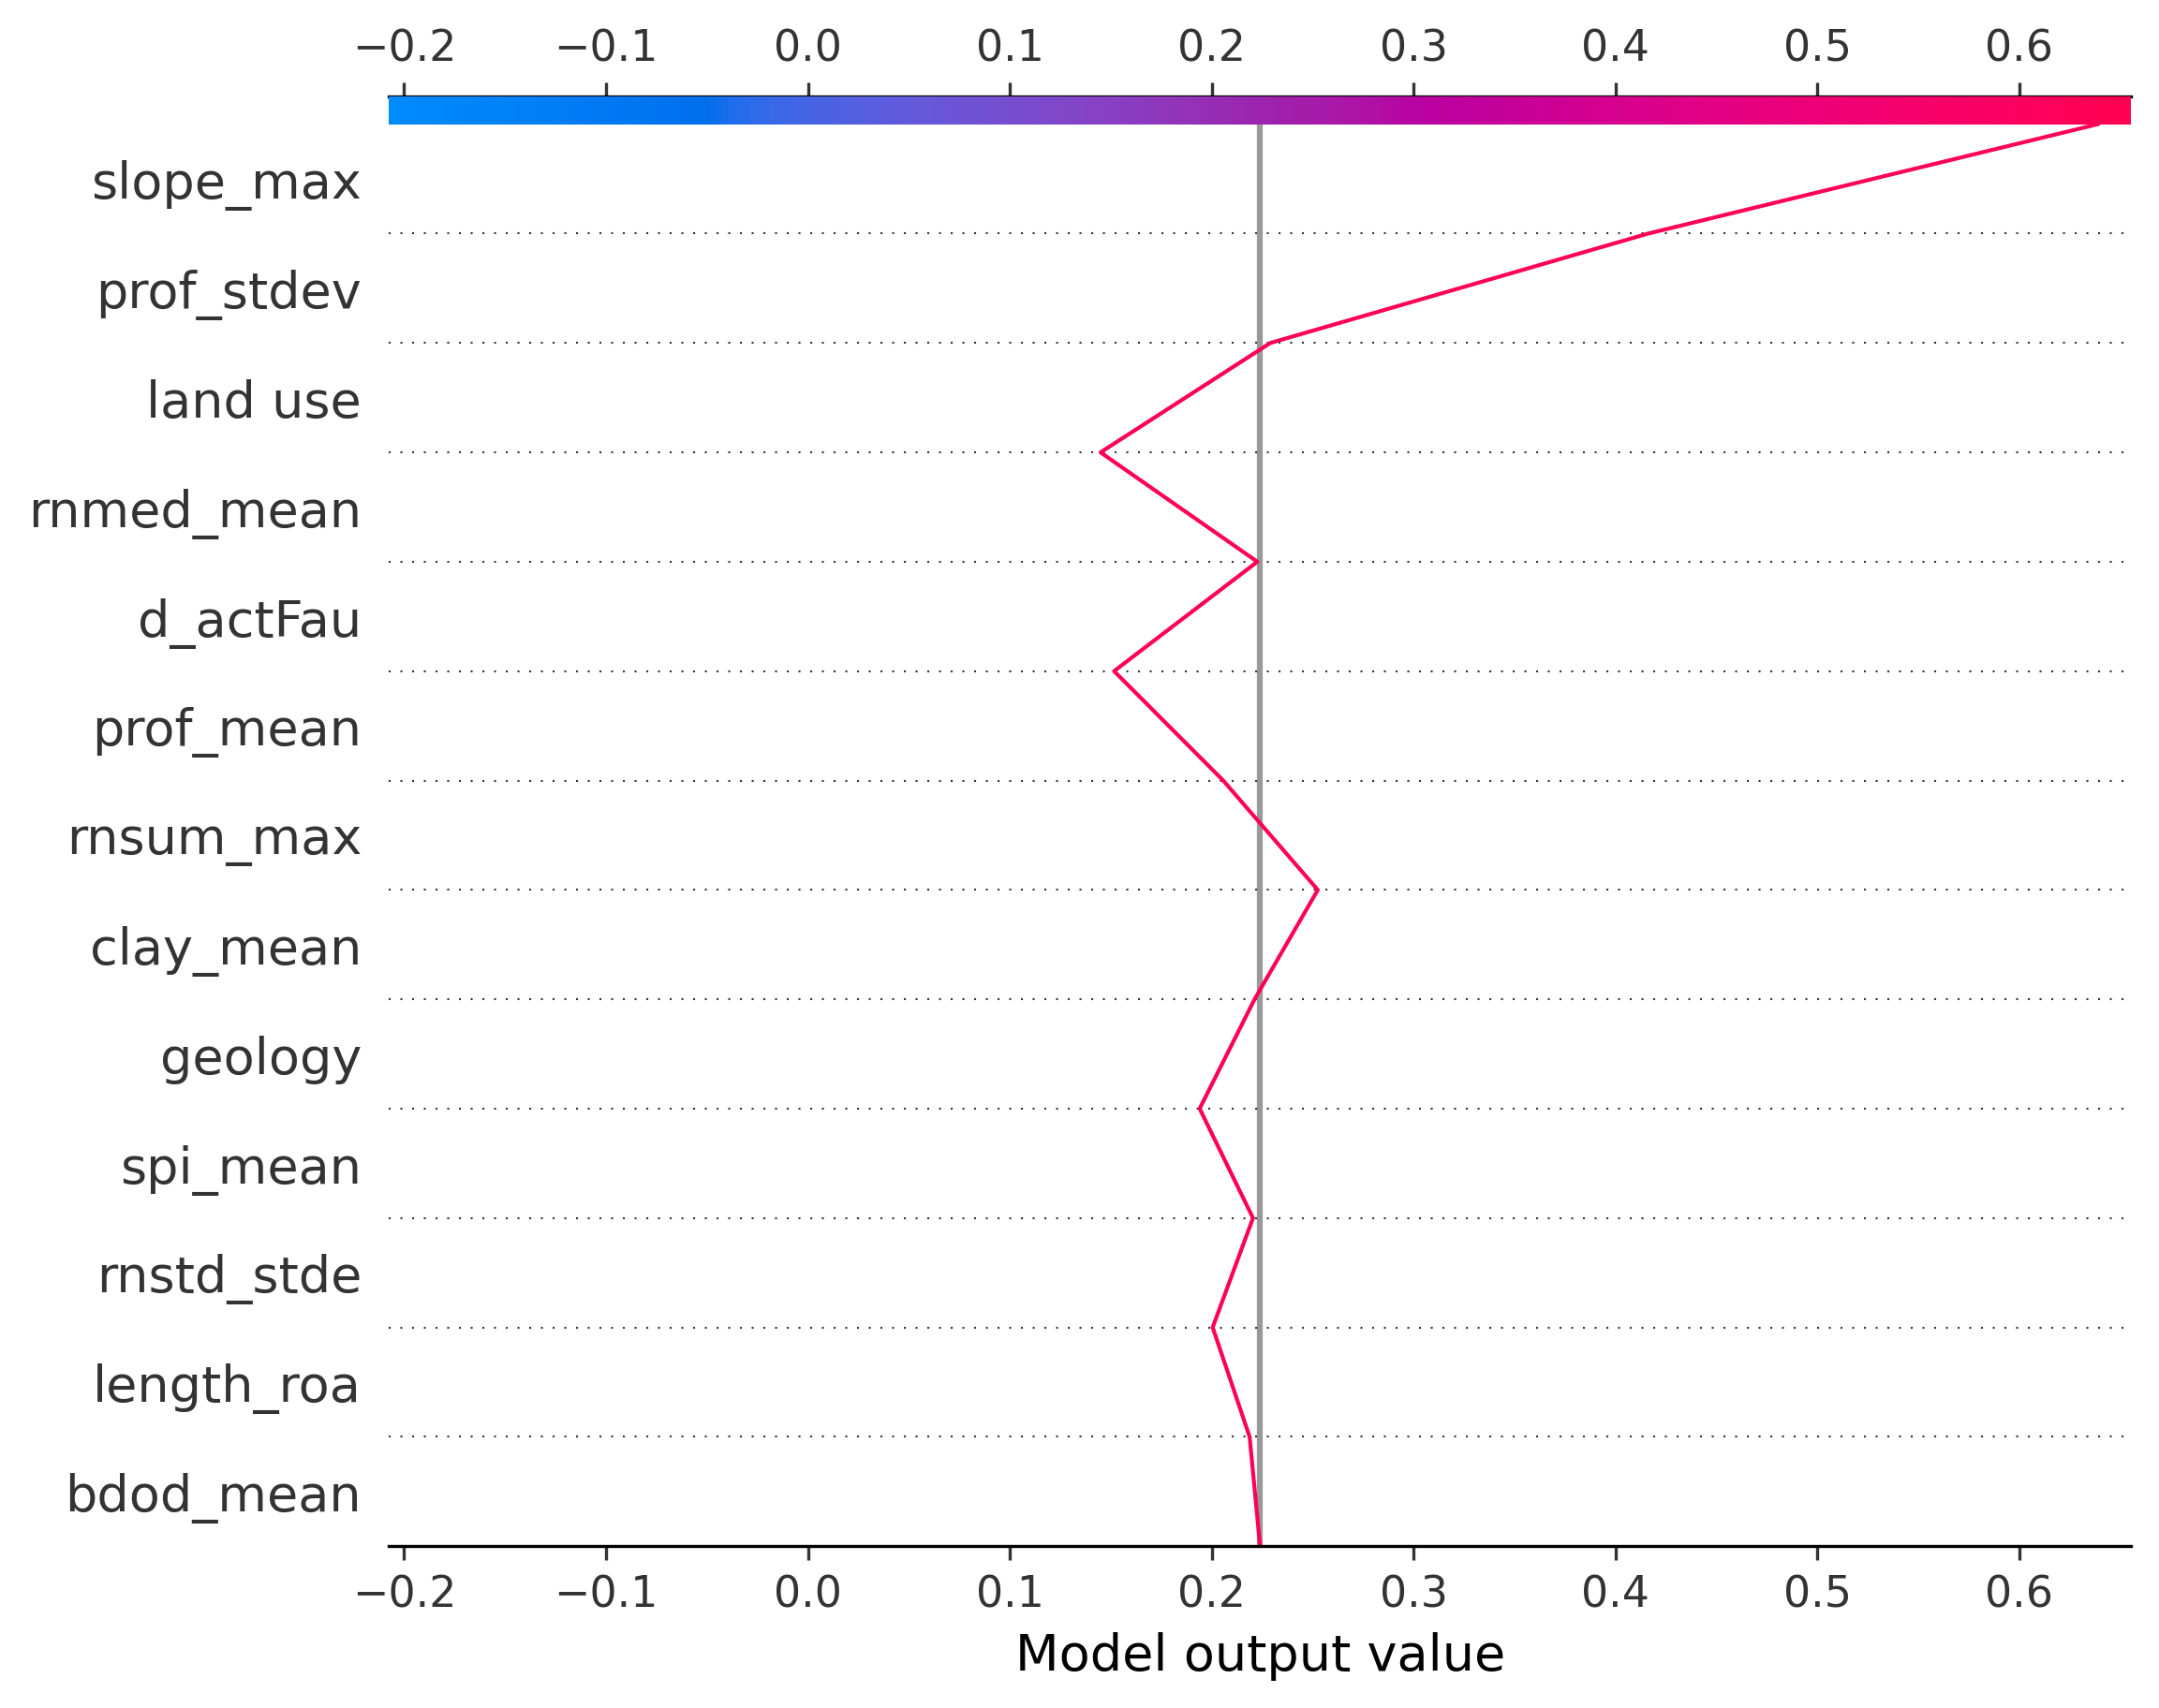 −0.2 −0.1 0.0 0.1 0.2 0.3 0.4 0.5 0.6
slope_max
prof_stdev
land use
rnmed_mean
d_actFau
prof_mean
rnsum_max
clay_mean
geology
spi_mean
rnstd_stde
length_roa
bdod_mean
−0.2 −0.1 0.0 0.1 0.2 0.3 0.4 0.5 0.6
Model output value